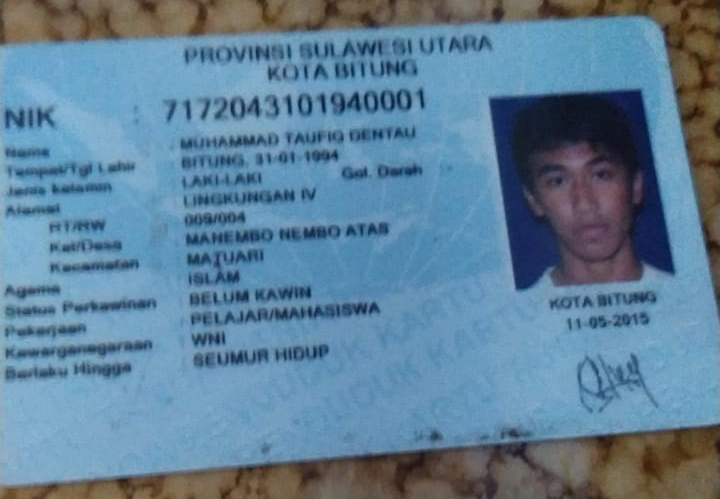 PROVINSI SULAWESI UTARA
KOTA BITUNG
NIK : 7172043101940001
Nama : MUHAMMAD TAUFIQ DENTAU
Tempat/Tgl Lahir : BITUNG, 31-01-1994
Jenis kelamin : LAKI-LAKI Gol. Darah : -
Alamat : LINGKUNGAN IV
RT/RW : 009/004
Kel/Desa : MANEMBO NEMBO ATAS
Kecamatan : MATUARI
Agama : ISLAM
Status Perkawinan : BELUM KAWIN
Pekerjaan : PELAJAR/MAHASISWA
Kewarganegaraan : WNI
Berlaku Hingga : SEUMUR HIDUP
KOTA BITUNG
11-05-2015